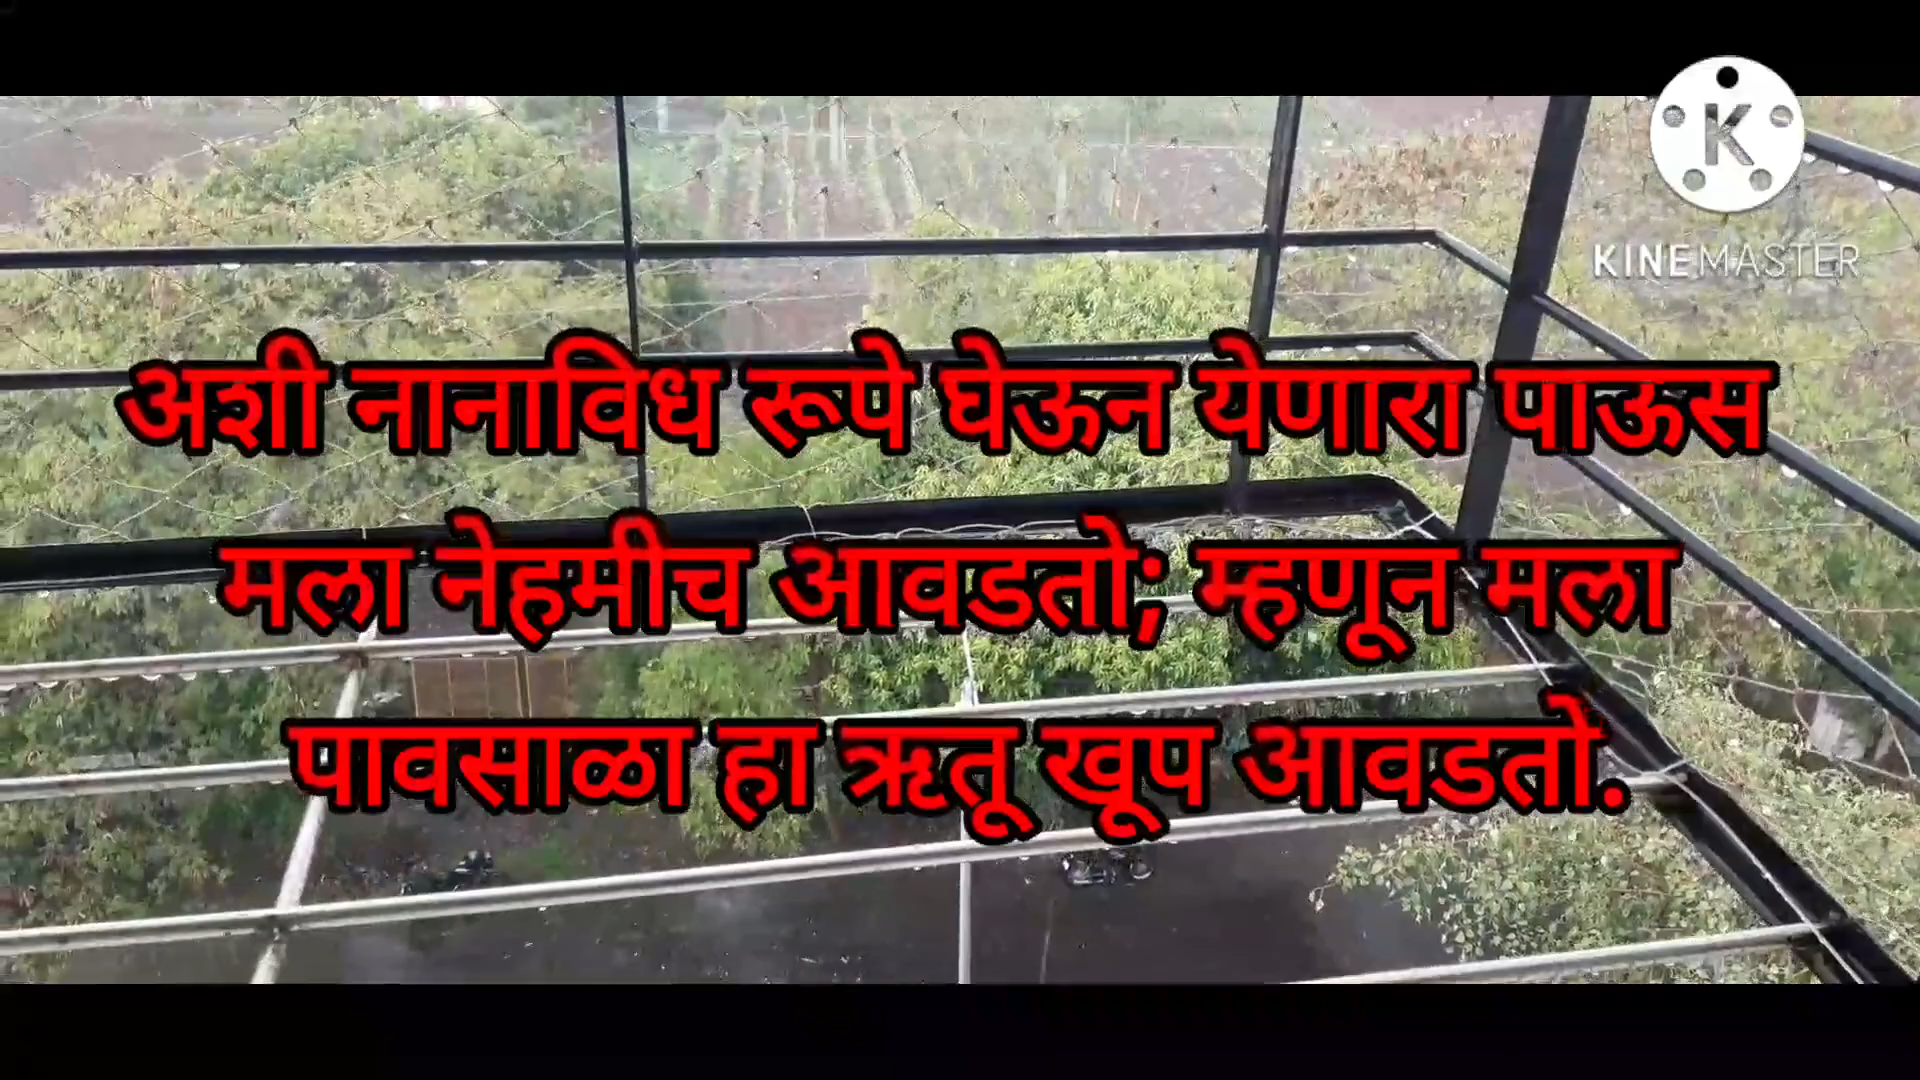 KINEMASTER
अशी नानाविध रूपे घेऊन येणारा पाऊस
मला नेहमीच आवडतो; म्हणून मला
पावसाळा हा ऋतू खूप आवडतो.